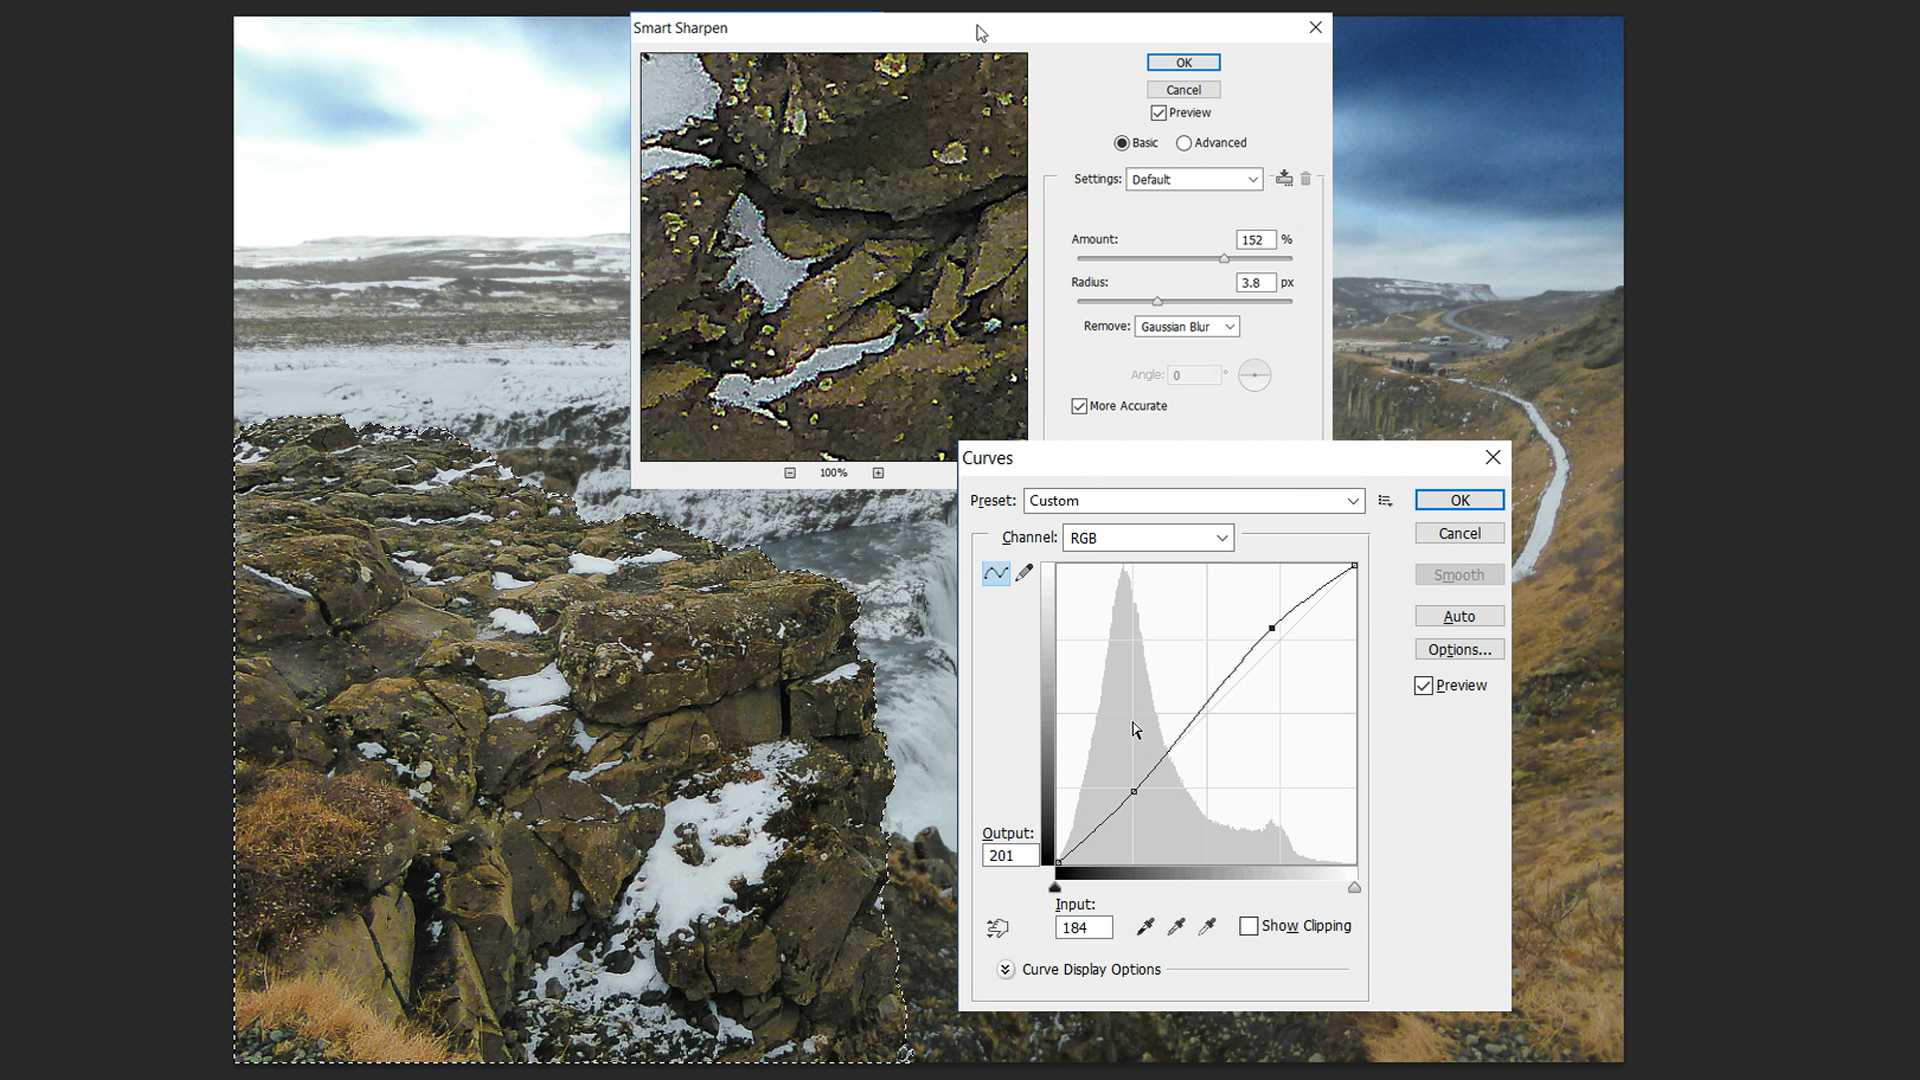 Smart Sharpen
OK
Cancel
Preview
Basic
Advanced
Settings: Default
Amount: 152 %
Radius: 3.8 px
Remove: Gaussian Blur
Angle: 0 °
More Accurate
100%
Curves
Preset: Custom
OK
Channel: RGB
Cancel
Smooth
Auto
Options...
Preview
Output:
201
Input:
184
Show Clipping
Curve Display Options